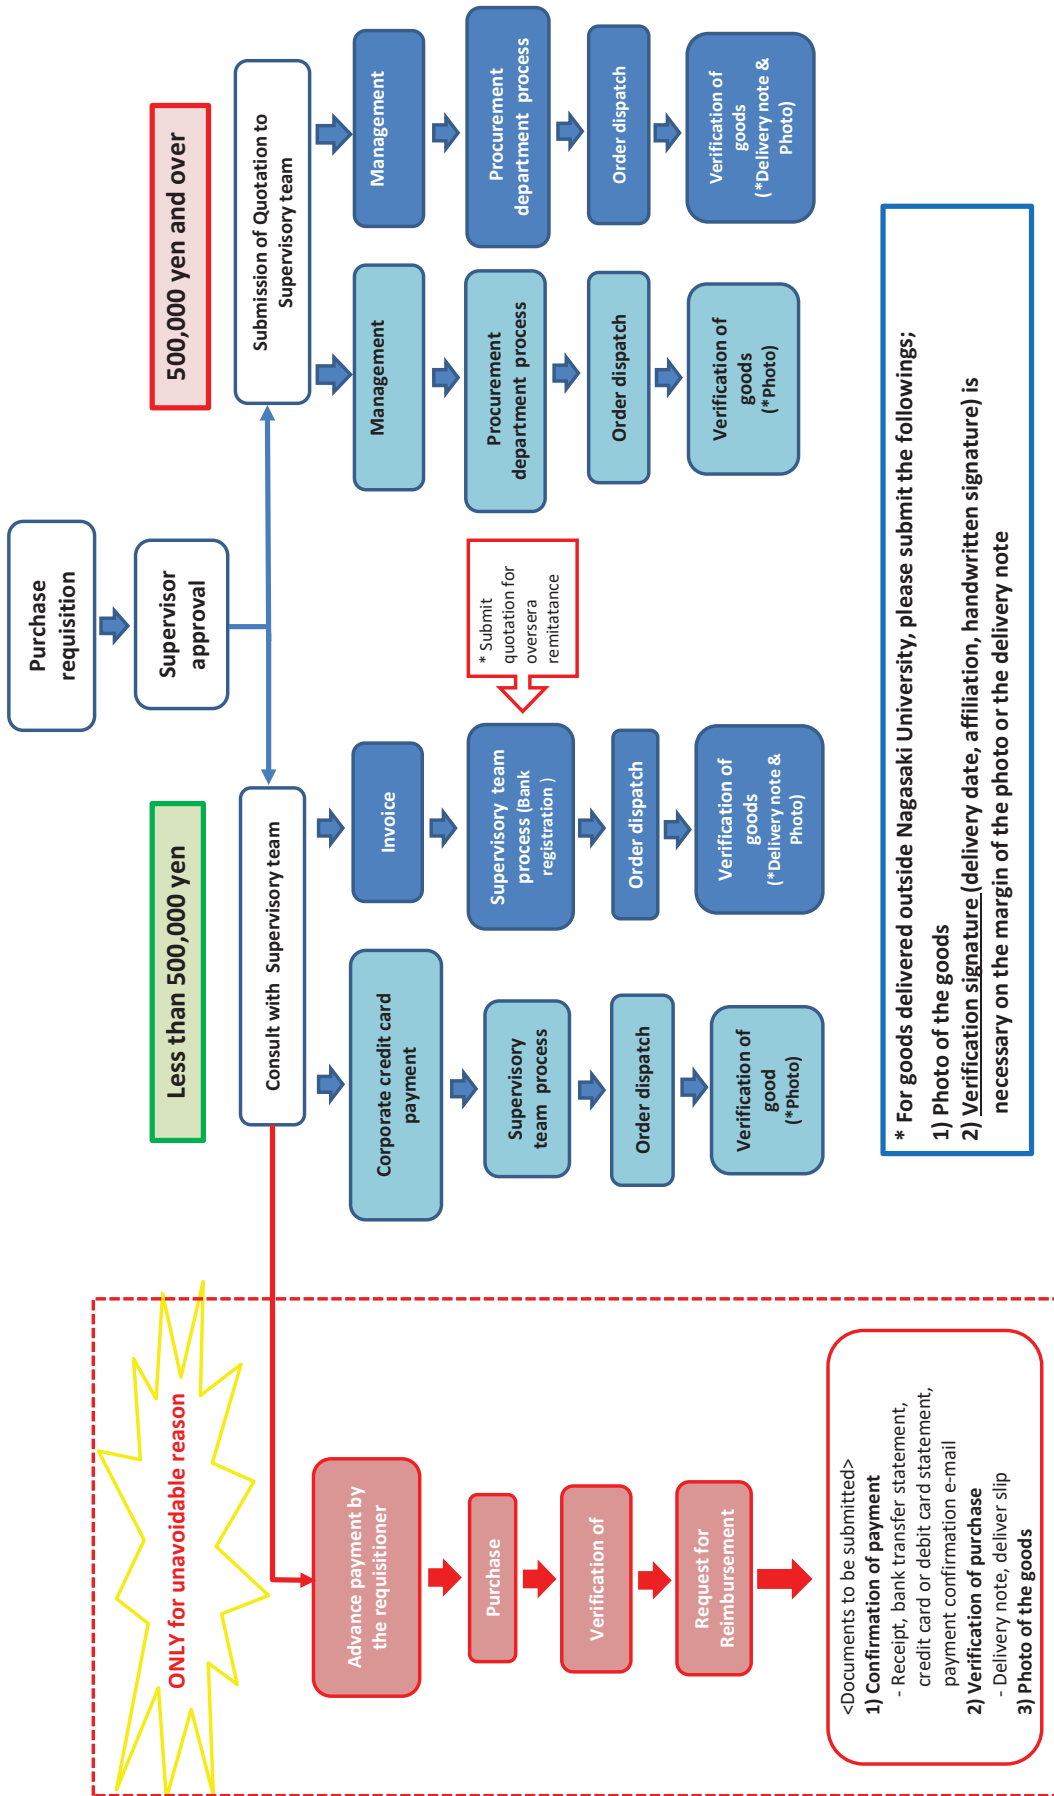 Purchase
requisition
Supervisor
approval
Less than 500,000 yen
500,000 yen and over
ONLY for unavoidable reason
Consult with Supervisory team
Submission of Quotation to
Supervisory team
Advance payment by
the requisitioner
Purchase
Verification of
Request for
Reimbursement
<Documents to be submitted>
1) Confirmation of payment
- Receipt, bank transfer statement,
credit card or debit card statement,
payment confirmation e-mail
2) Verification of purchase
- Delivery note, deliver slip
3) Photo of the goods
Corporate credit card
payment
Supervisory
team process
Order dispatch
Verification of
good
(*Photo)
Invoice
Supervisory team
process (Bank
registration )
Order dispatch
Verification of
goods
(*Delivery note &
Photo)
* Submit
quotation for
oversera
remitatance
Management
Procurement
department process
Order dispatch
Verification of
goods
(*Photo)
Management
Procurement
department process
Order dispatch
Verification of
goods
(*Delivery note &
Photo)
* For goods delivered outside Nagasaki University, please submit the followings;
1) Photo of the goods
2) Verification signature (delivery date, affiliation, handwritten signature) is
necessary on the margin of the photo or the delivery note